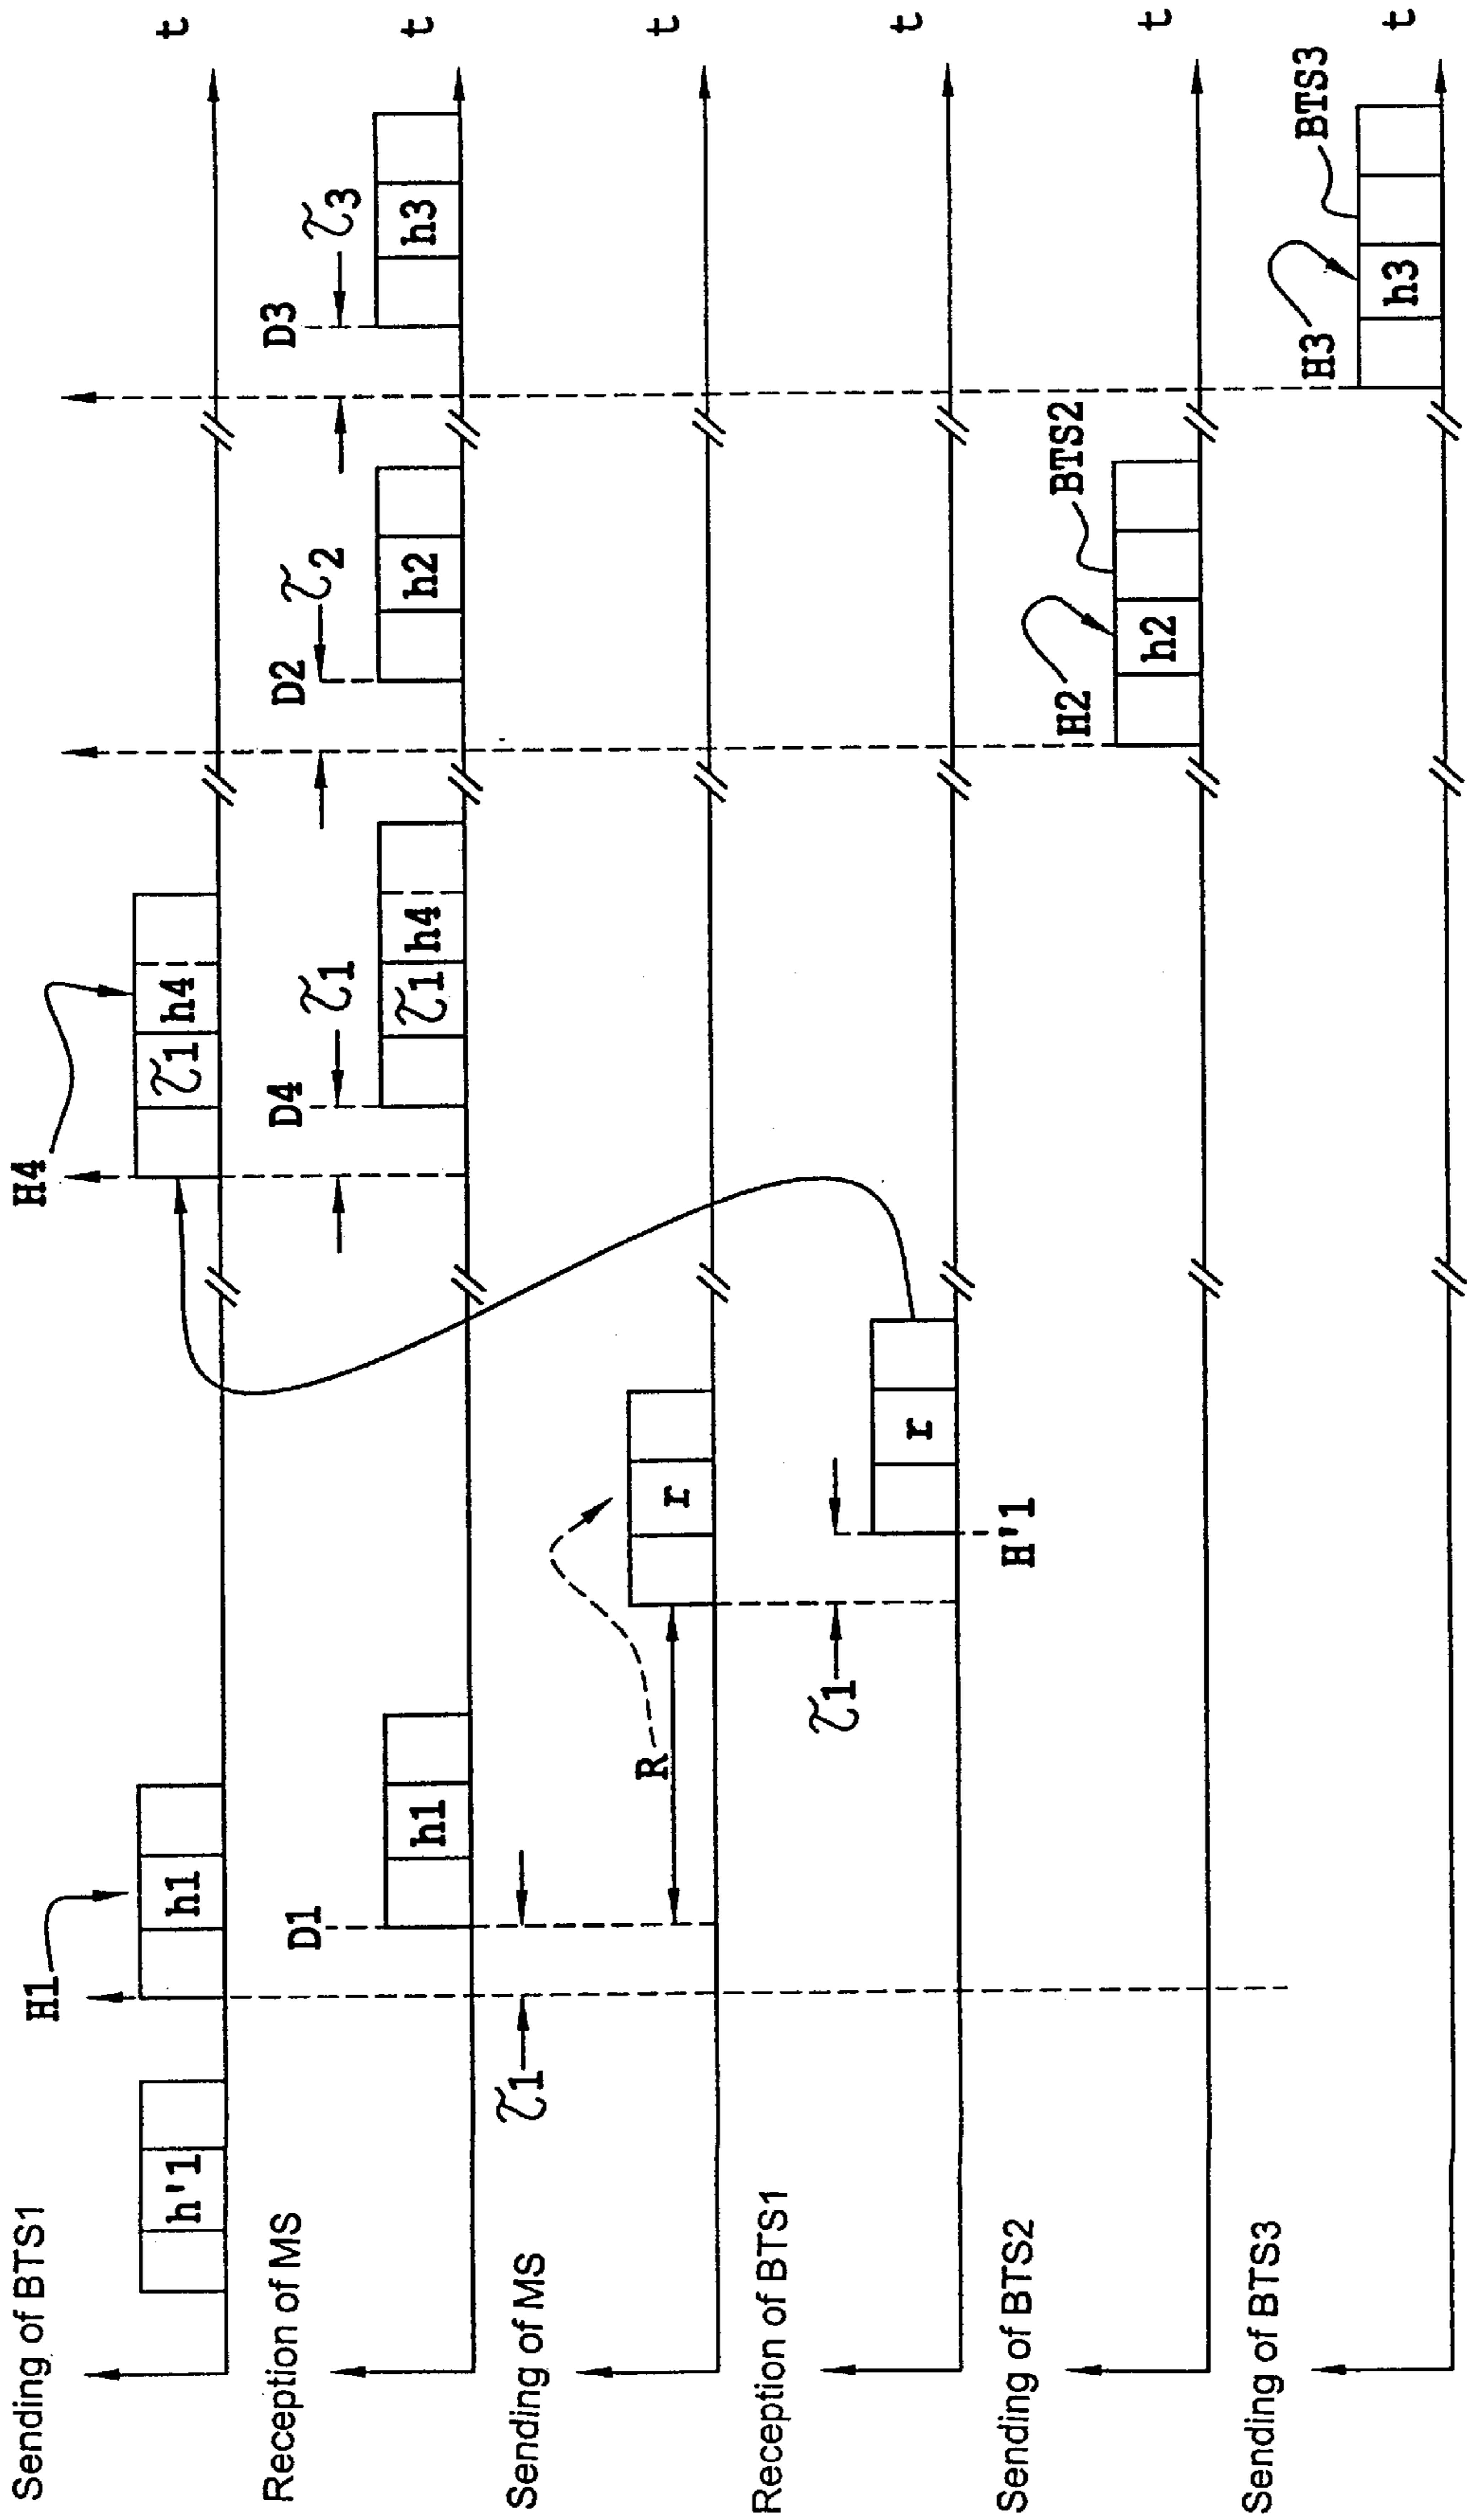 Sending of BTS1
H1
H4
h'1
h1
τ1
h4
t
Reception of MS
D1
D4
τ1
D2
τ2
D3
τ3
h1
τ1
h4
h2
h3
t
Sending of MS
τ1
R
r
t
Reception of BTS1
τ1
r
H'1
t
Sending of BTS2
H2
BTS2
h2
t
Sending of BTS3
H3
BTS3
h3
t